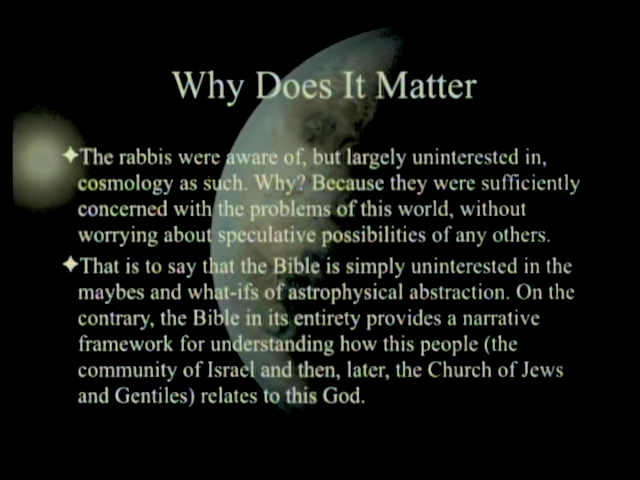 Why Does It Matter
✦The rabbis were aware of, but largely uninterested in,
cosmology as such. Why? Because they were sufficiently
concerned with the problems of this world, without
worrying about speculative possibilities of any others.
✦That is to say that the Bible is simply uninterested in the
maybes and what-ifs of astrophysical abstraction. On the
contrary, the Bible in its entirety provides a narrative
framework for understanding how this people (the
community of Israel and then, later, the Church of Jews
and Gentiles) relates to this God.